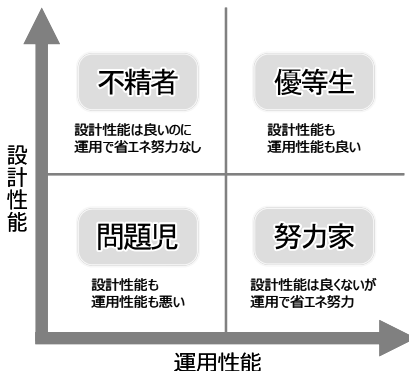 不精者
設計性能は良いのに
運用で省エネ努力なし
優等生
設計性能も
運用性能も良い
設計性能
問題児
設計性能も
運用性能も悪い
努力家
設計性能は良くないが
運用で省エネ努力
運用性能